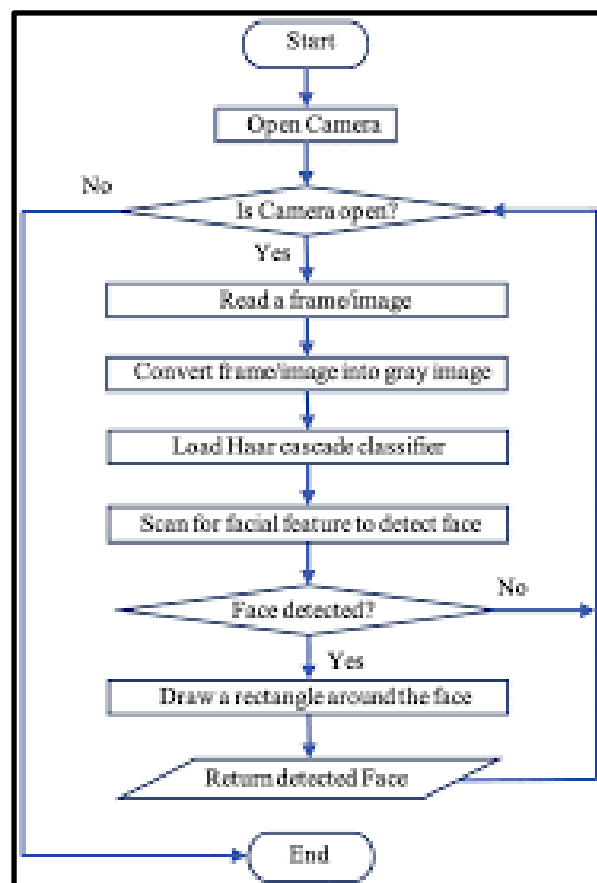 Start
Open Camera
No
Is Camera open?
Yes
Read a frame/image
Convert frame/image into gray image
Load Haar cascade classifier
Scan for facial feature to detect face
No
Face detected?
Yes
Draw a rectangle around the face
Return detected Face
End